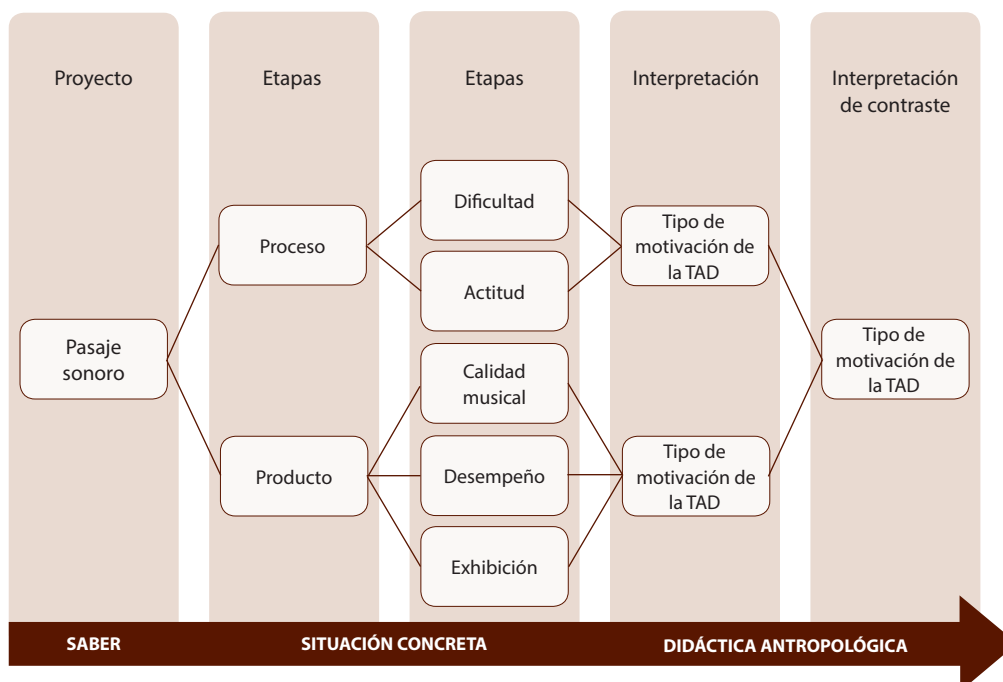 Proyecto
Etapas
Etapas
Interpretación
Interpretación
de contraste
Pasaje
sonoro
Proceso
Producto
Dificultad
Actitud
Calidad
musical
Desempeño
Exhibición
Tipo de
motivación de
la TAD
Tipo de
motivación de
la TAD
Tipo de
motivación de
la TAD
SABER
SITUACIÓN CONCRETA
DIDÁCTICA ANTROPOLÓGICA